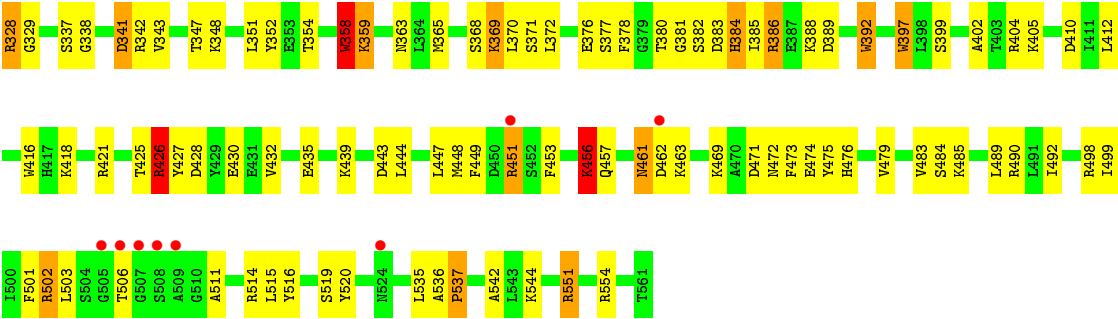 R328 G329 S337 G338 D341 R342 V343 T347 K348 L351 Y352 E353 T354 W358 K359 N363 L364 M365 S368 K369 L370 S371 L372 E376 S377 F378 G379 T380 G381 S382 D383 H384 I385 R386 E387 K388 D389 W392 W397 L398 S399 A402 T403 R404 K405 D410 I411 L412
W416 H417 K418 R421 T425 R426 Y427 D428 Y429 E430 E431 V432 E435 K439 D443 L444 L447 M448 F449 D450 R451 S452 F453 K456 Q457 N461 D462 K463 K469 A470 D471 N472 F473 E474 Y475 H476 V479 V483 S484 K485 L489 R490 L491 I492 R498 I499
I500 F501 R502 L503 S504 G505 T506 G507 S508 A509 G510 A511 R514 L515 Y516 S519 Y520 N524 L535 A536 P537 A542 L543 K544 R551 R554 T561